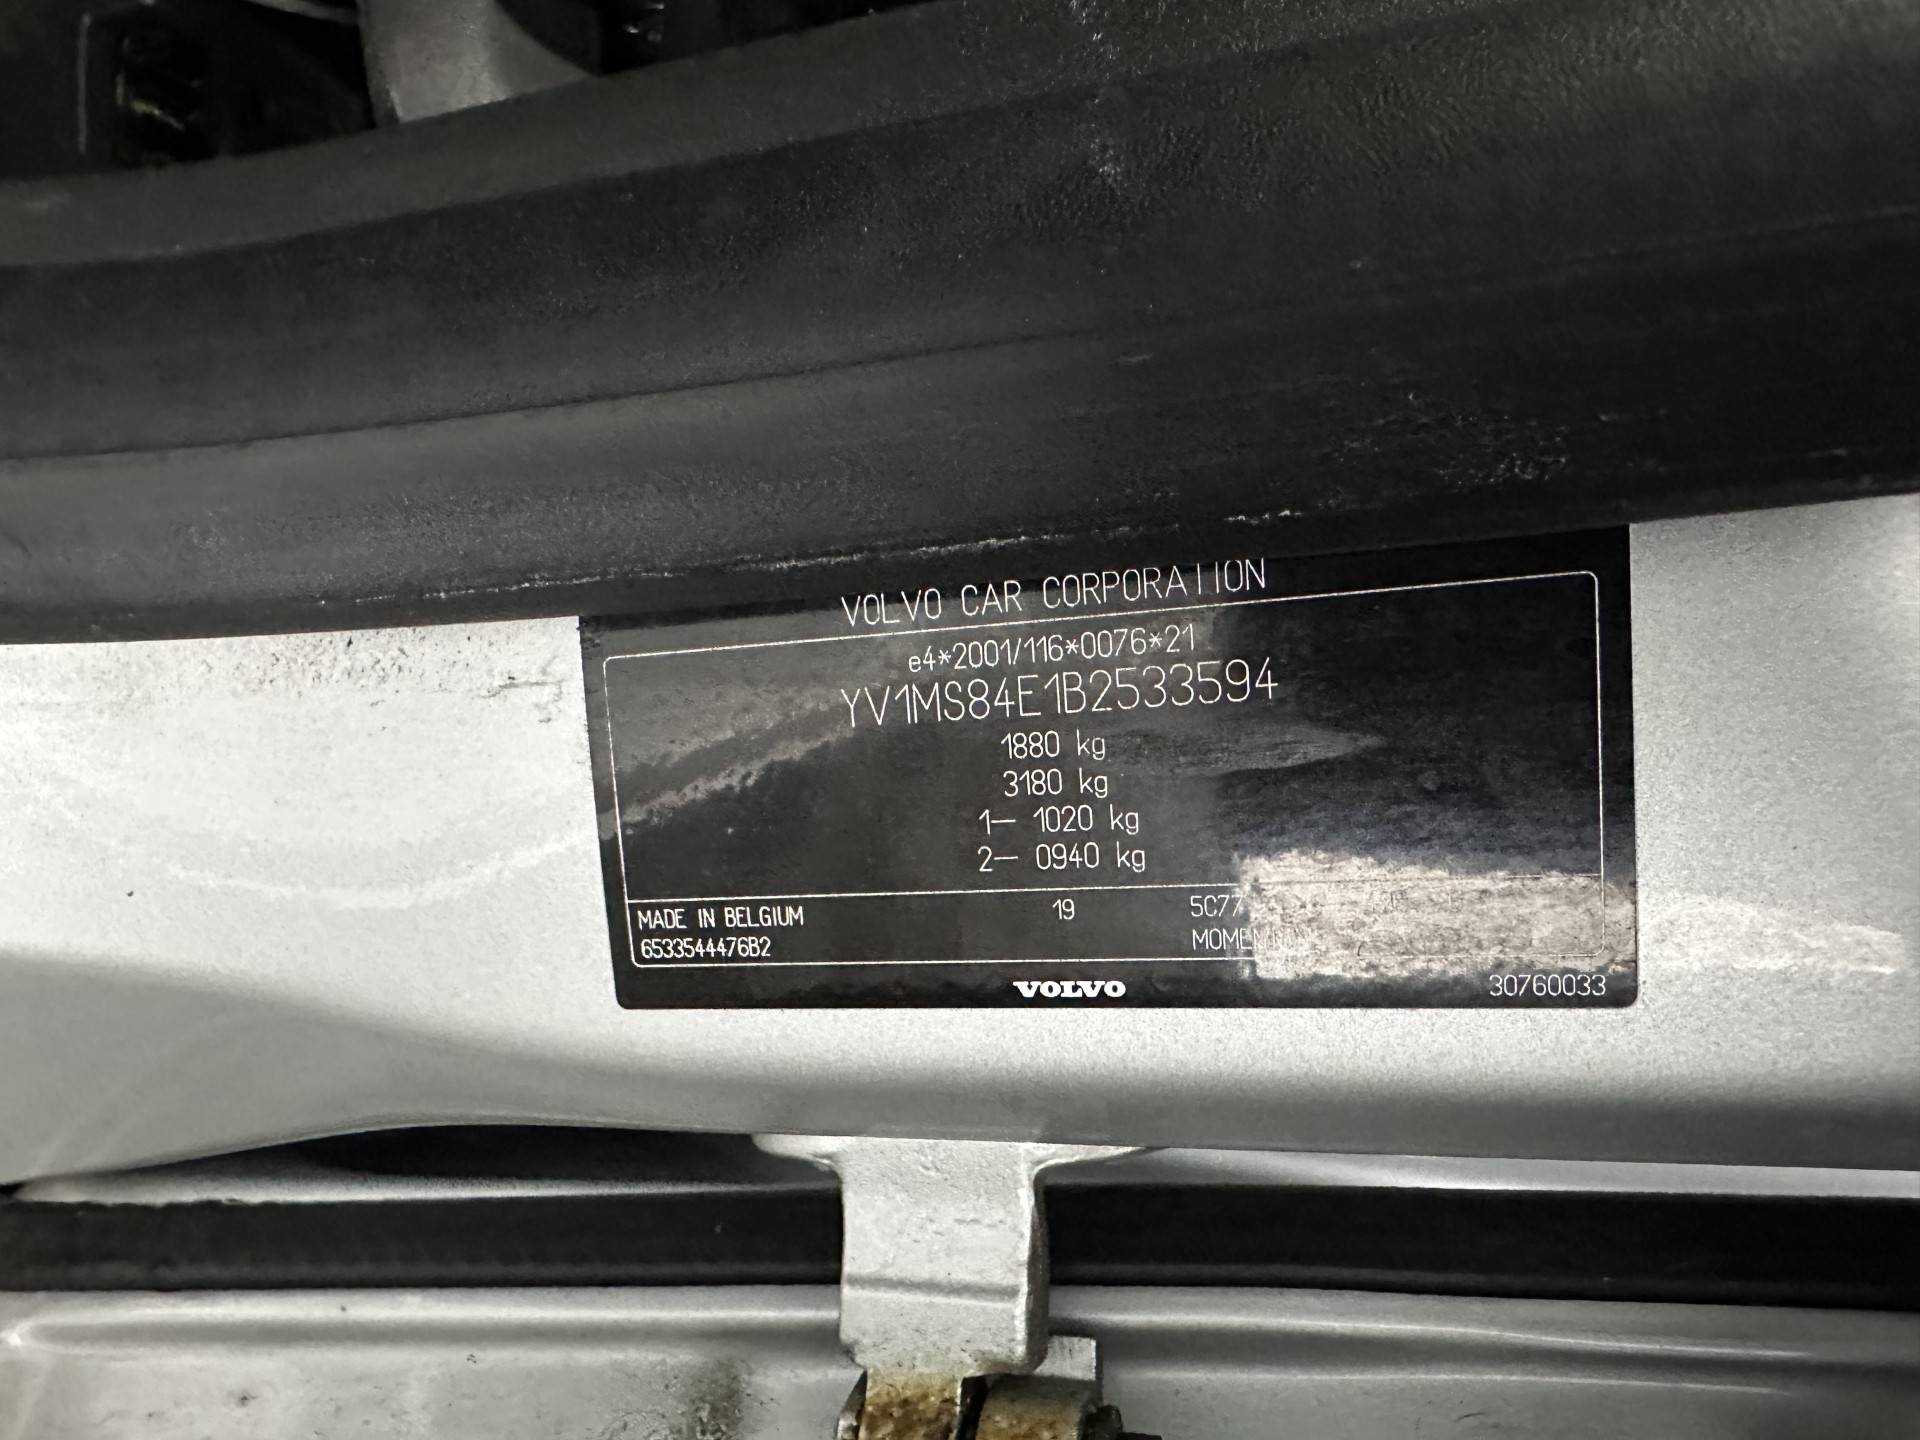 VOLVO CAR CORPORATION
e4*2001/116*0076*21
YV1MS84E1B2533594
1880 kg
3180 kg
1– 1020 kg
2– 0940 kg
MADE IN BELGIUM 19 5C77
6533544476B2 MOMENTUM
VOLVO 30760033